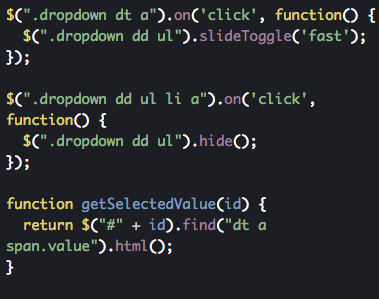 $(".dropdown dt a").on('click', function() {
  $(".dropdown dd ul").slideToggle('fast');
});

$(".dropdown dd ul li a").on('click',
function() {
  $(".dropdown dd ul").hide();
});

function getSelectedValue(id) {
  return $("#" + id).find("dt a
span.value").html();
}